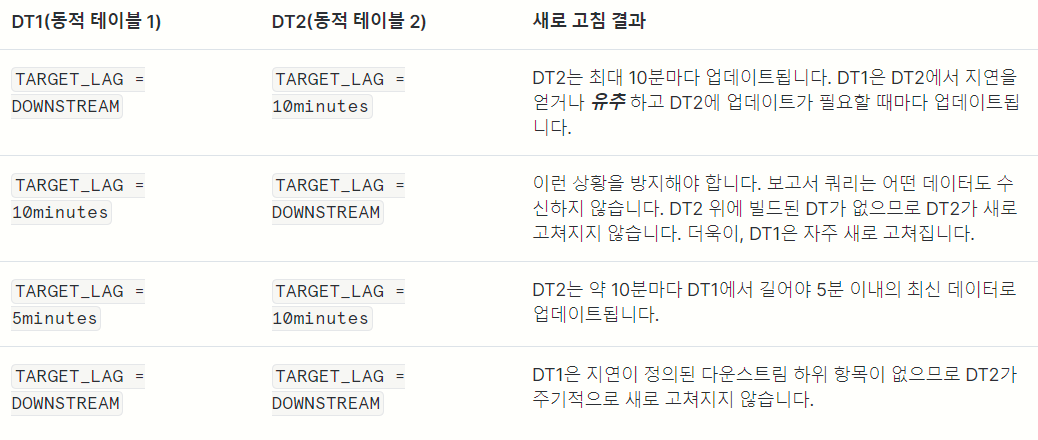 DT1(동적 테이블 1)
DT2(동적 테이블 2)
새로 고침 결과
TARGET_LAG =
DOWNSTREAM
TARGET_LAG =
10minutes
DT2는 최대 10분마다 업데이트됩니다. DT1은 DT2에서 지연을
얻거나 유추 하고 DT2에 업데이트가 필요할 때마다 업데이트됩
니다.
TARGET_LAG =
10minutes
TARGET_LAG =
DOWNSTREAM
이런 상황을 방지해야 합니다. 보고서 쿼리는 어떤 데이터도 수
신하지 않습니다. DT2 위에 빌드된 DT가 없으므로 DT2가 새로
고쳐지지 않습니다. 더욱이, DT1은 자주 새로 고쳐집니다.
TARGET_LAG =
5minutes
TARGET_LAG =
10minutes
DT2는 약 10분마다 DT1에서 길어야 5분 이내의 최신 데이터로
업데이트됩니다.
TARGET_LAG =
DOWNSTREAM
TARGET_LAG =
DOWNSTREAM
DT1은 지연이 정의된 다운스트림 하위 항목이 없으므로 DT2가
주기적으로 새로 고쳐지지 않습니다.